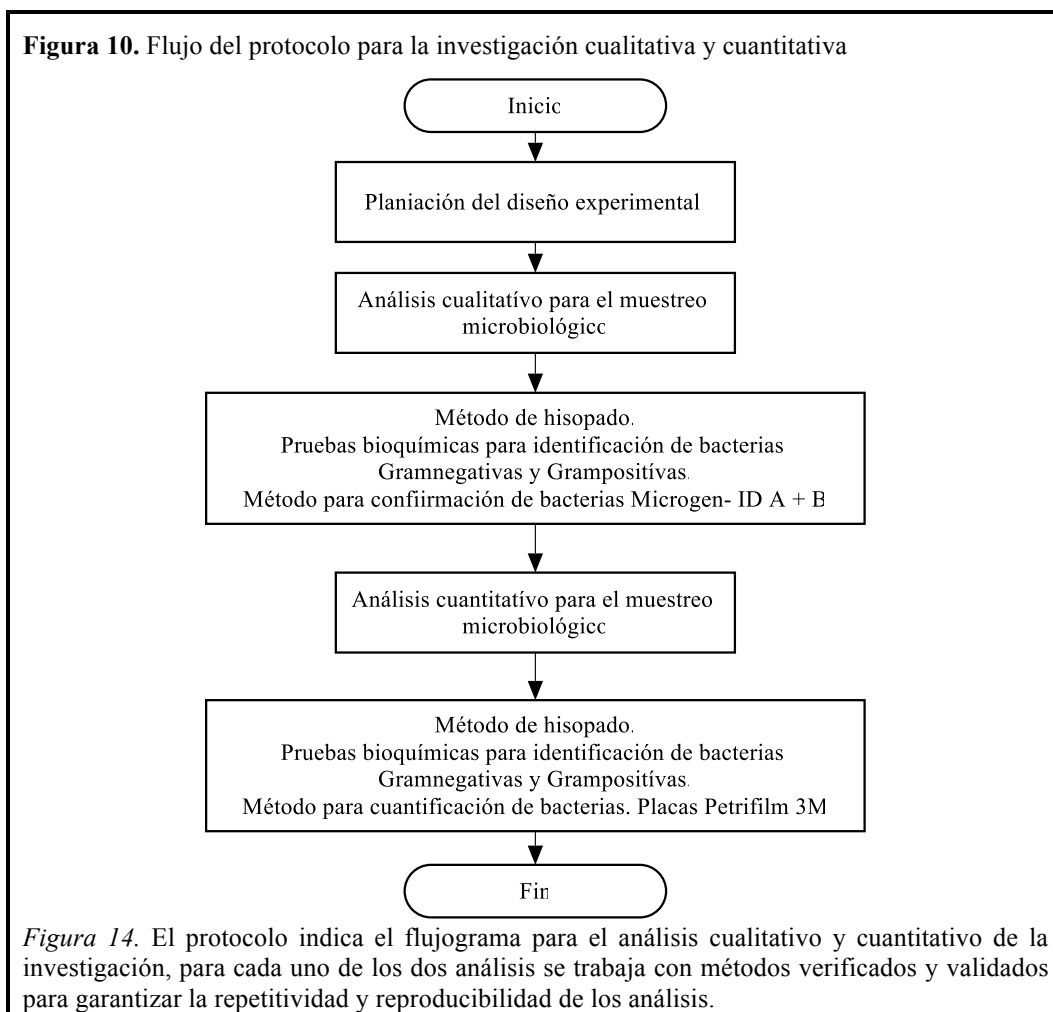 Figura 10. Flujo del protocolo para la investigación cualitativa y cuantitativa
Inicio
Planiación del diseño experimental
Análisis cualitatívo para el muestreo
microbiológico
Método de hisopado.
Pruebas bioquímicas para identificación de bacterias
Gramnegativas y Grampositívas.
Método para confiirmación de bacterias Microgen- ID A + B
Análisis cuantitatívo para el muestreo
microbiológico
Método de hisopado.
Pruebas bioquímicas para identificación de bacterias
Gramnegativas y Grampositívas.
Método para cuantificación de bacterias. Placas Petrifilm 3M
Fin
Figura 14. El protocolo indica el flujograma para el análisis cualitativo y cuantitativo de la
investigación, para cada uno de los dos análisis se trabaja con métodos verificados y validados
para garantizar la repetitividad y reproducibilidad de los análisis.